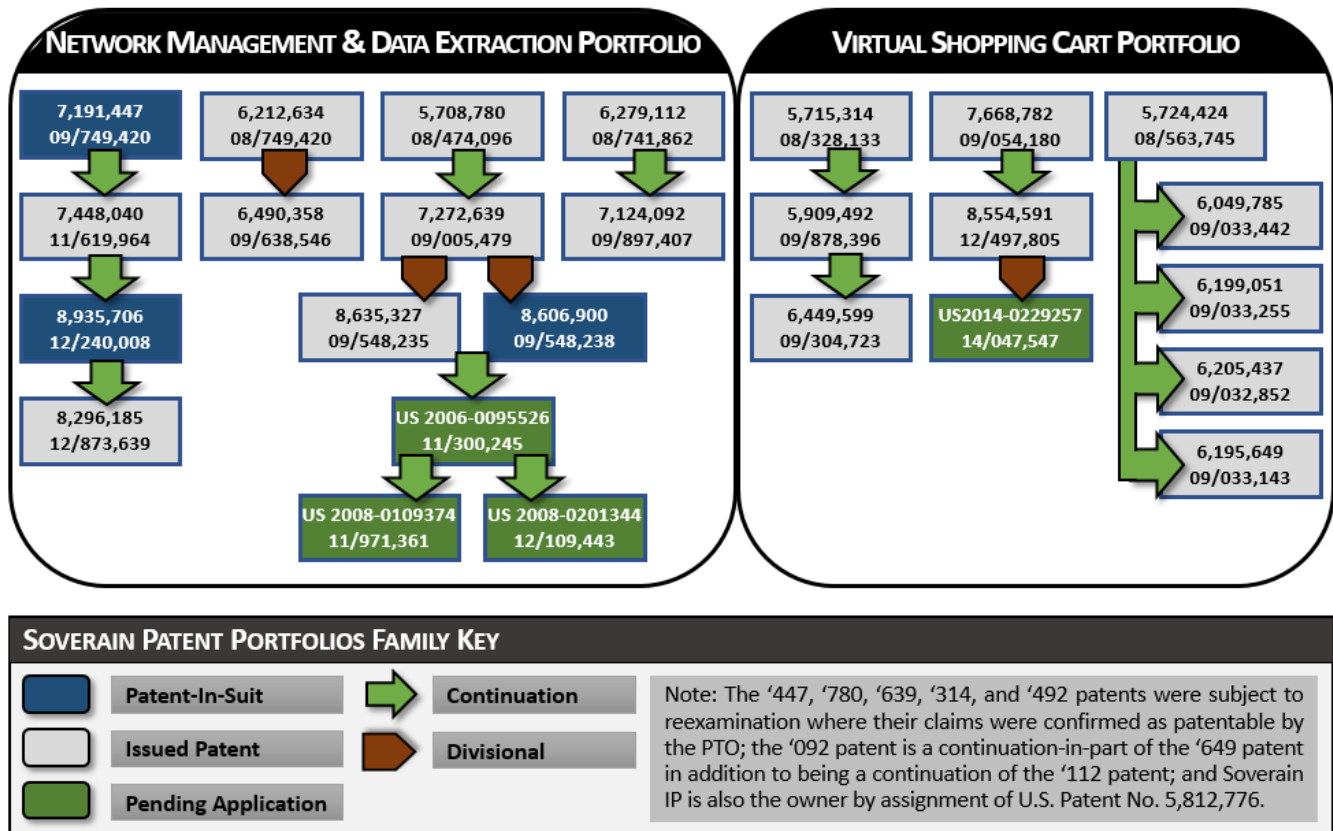 NETWORK MANAGEMENT & DATA EXTRACTION PORTFOLIO
7,191,447
09/749,420
6,212,634
08/749,420
5,708,780
08/474,096
6,279,112
08/741,862
7,448,040
11/619,964
6,490,358
09/638,546
7,272,639
09/005,479
7,124,092
09/897,407
8,935,706
12/240,008
8,635,327
09/548,235
8,606,900
09/548,238
8,296,185
12/873,639
US 2006-0095526
11/300,245
US 2008-0109374
11/971,361
US 2008-0201344
12/109,443
VIRTUAL SHOPPING CART PORTFOLIO
5,715,314
08/328,133
7,668,782
09/054,180
5,724,424
08/563,745
5,909,492
09/878,396
8,554,591
12/497,805
6,049,785
09/033,442
6,449,599
09/304,723
US2014-0229257
14/047,547
6,199,051
09/033,255
6,205,437
09/032,852
6,195,649
09/033,143
SOVERAIN PATENT PORTFOLIOS FAMILY KEY
Patent-In-Suit
Issued Patent
Pending Application
Continuation
Divisional
Note: The ‘447, ‘780, ‘639, ‘314, and ‘492 patents were subject to
reexamination where their claims were confirmed as patentable by
the PTO; the ‘092 patent is a continuation-in-part of the ‘649 patent
in addition to being a continuation of the ‘112 patent; and Soverain
IP is also the owner by assignment of U.S. Patent No. 5,812,776.